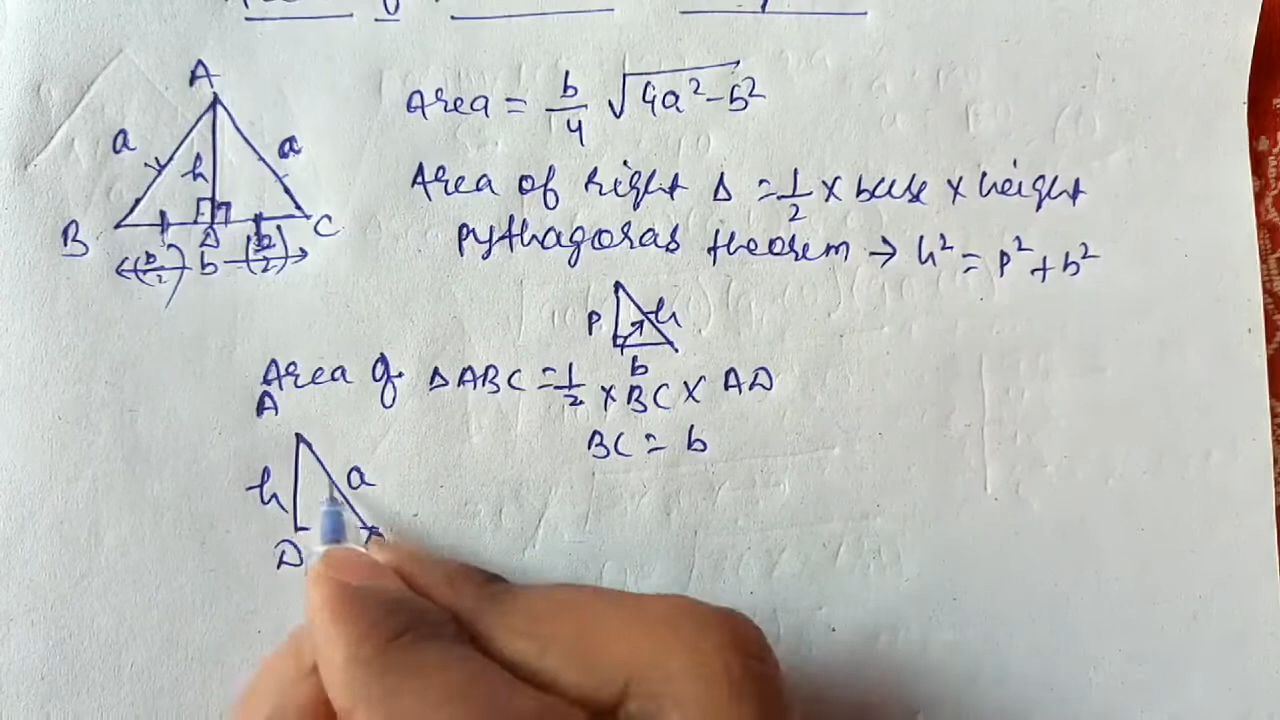 A
a
h
a
B
D
C
(b/2) b (b/2)
Area = b/4 √4a²-b²
Area of right Δ = 1/2 × base × height
pythagoras theorem → h² = p² + b²
p
h
b
Area of ΔABC = 1/2 × BC × AD
BC = b
A
h
a
D